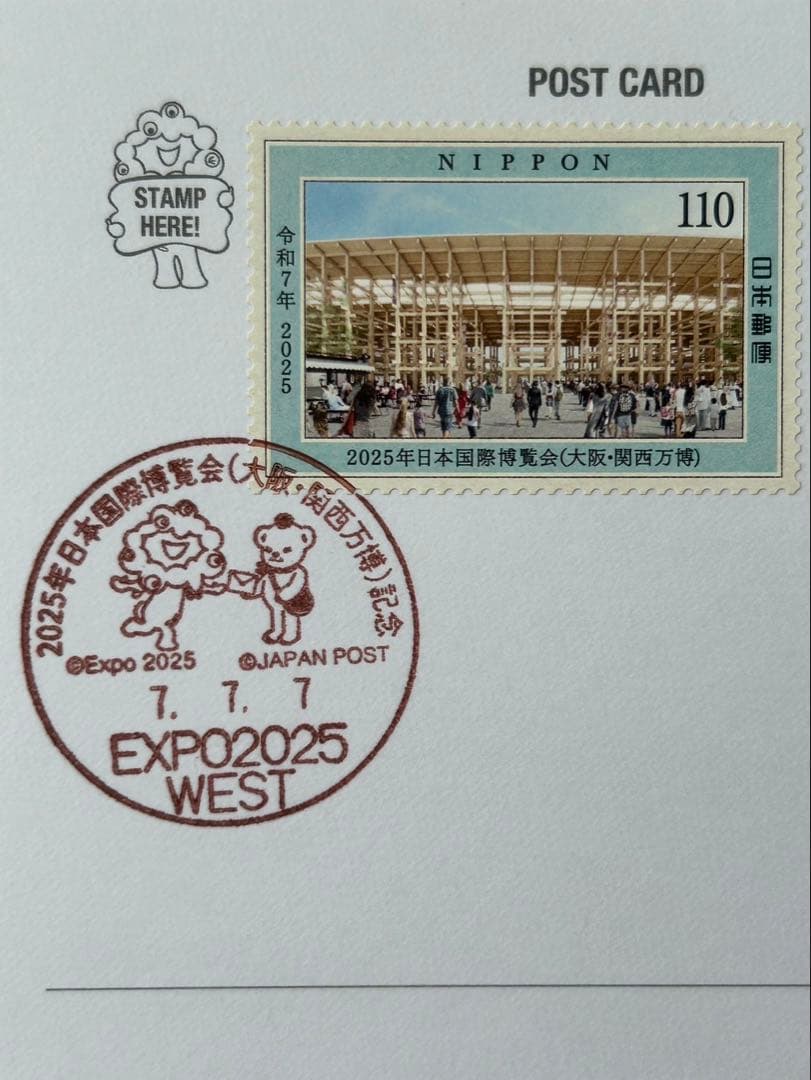 POST CARD
STAMP
HERE!
NIPPON
110
令和7年 2025
日本郵便
2025年日本国際博覧会(大阪・関西万博)
2025年日本国際博覧会(大阪・関西万博)記念
©Expo 2025
©JAPAN POST
7. 7. 7
EXPO2025
WEST